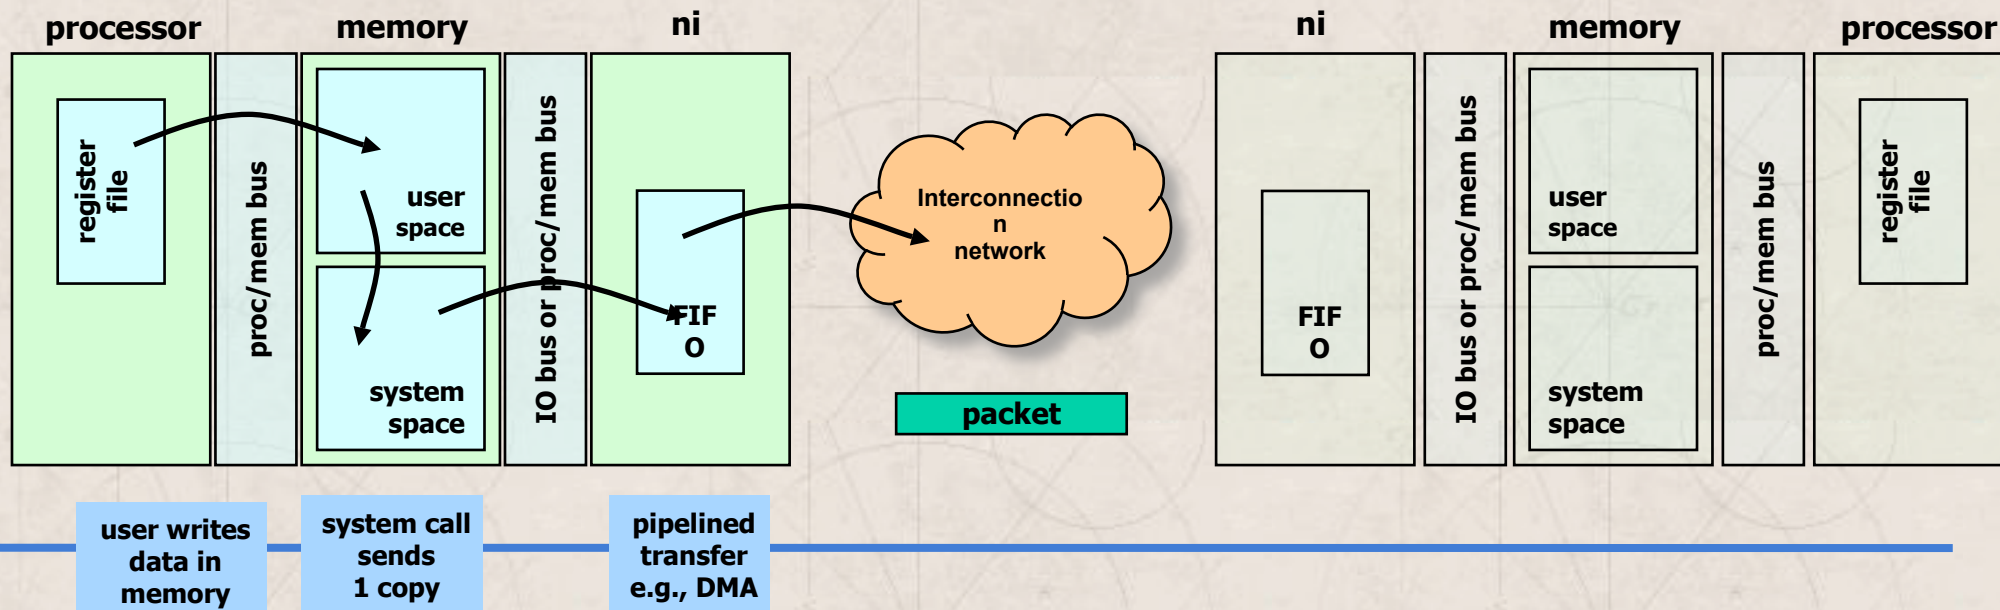 processor
memory
ni
ni
memory
processor
register
file
proc/mem bus
user
space
system
space
IO bus or proc/mem bus
FIF
O
Interconnectio
n
network
packet
FIF
O
IO bus or proc/mem bus
user
space
system
space
proc/mem bus
register
file
user writes
data in
memory
system call
sends
1 copy
pipelined
transfer
e.g., DMA